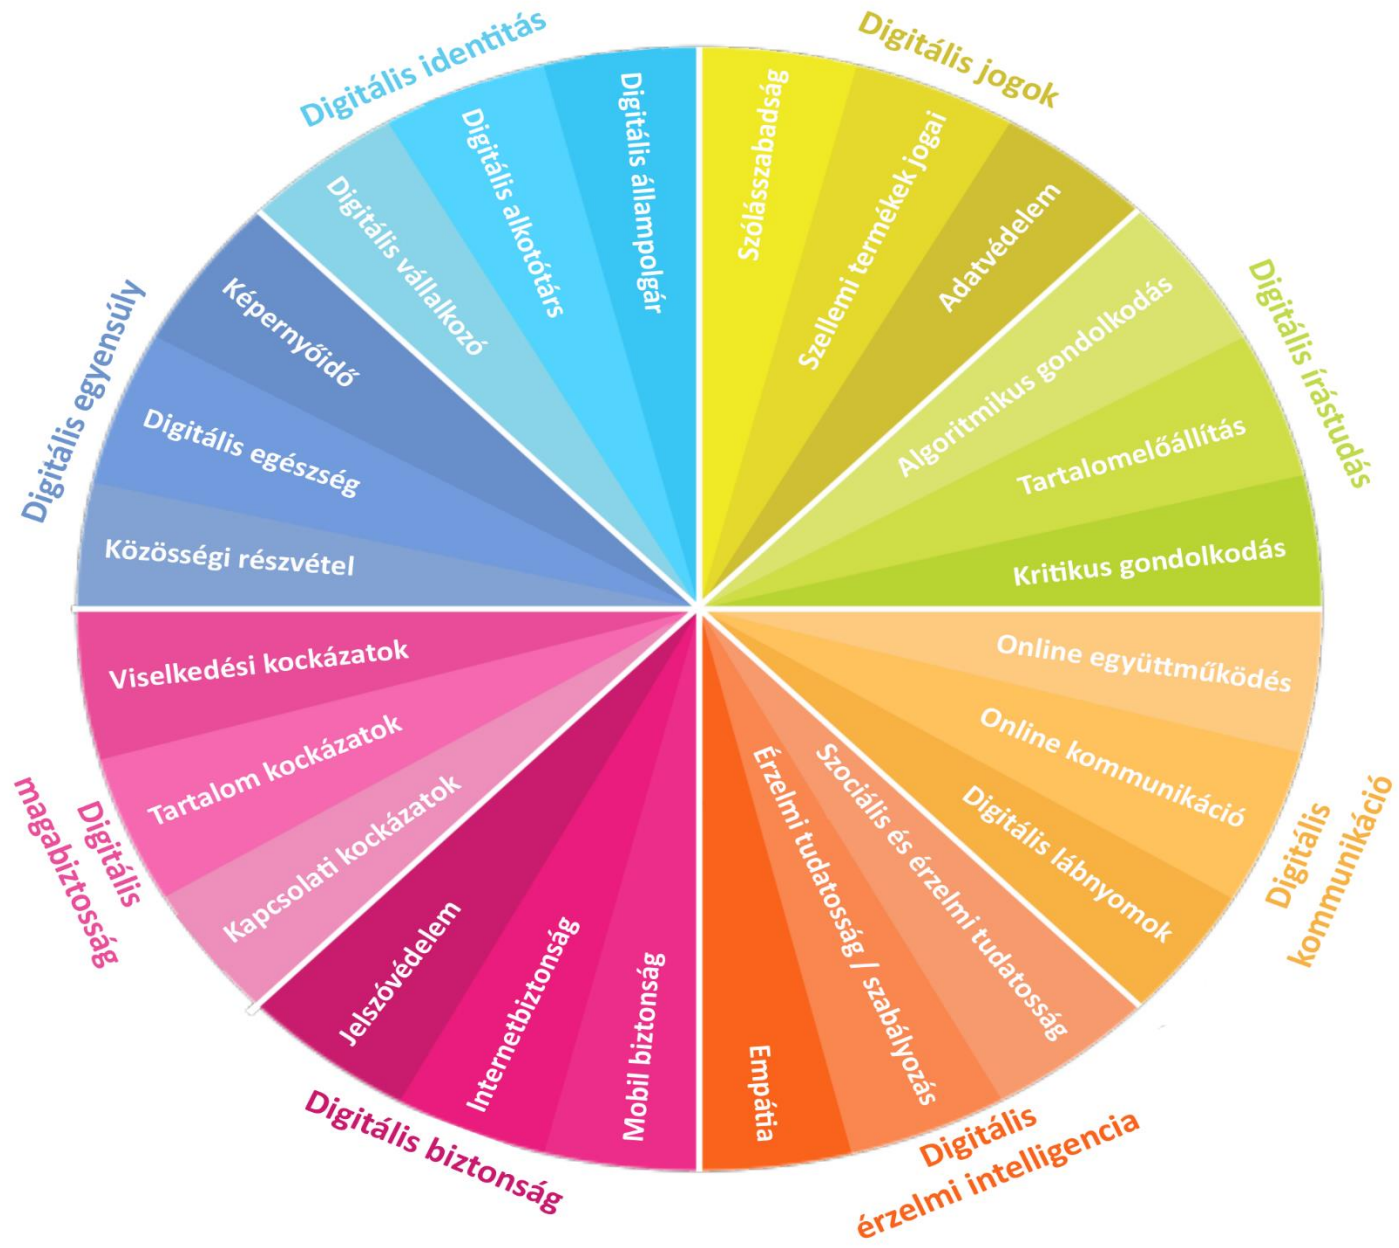 Digitális identitás
Digitális vállalkozó
Digitális alkotótárs
Digitális állampolgár
Digitális jogok
Szólásszabadság
Szellemi termékek jogai
Adatvédelem
Digitális írástudás
Algoritmikus gondolkodás
Tartalomelőállítás
Kritikus gondolkodás
Digitális
kommunikáció
Online együttműködés
Online kommunikáció
Digitális lábnyomok
Digitális
érzelmi intelligencia
Szociális és érzelmi tudatosság
Érzelmi tudatosság / szabályozás
Empátia
Digitális biztonság
Mobil biztonság
Internetbiztonság
Jelszóvédelem
Digitális
magabiztosság
Kapcsolati kockázatok
Tartalom kockázatok
Viselkedési kockázatok
Digitális egyensúly
Közösségi részvétel
Digitális egészség
Képernyőidő